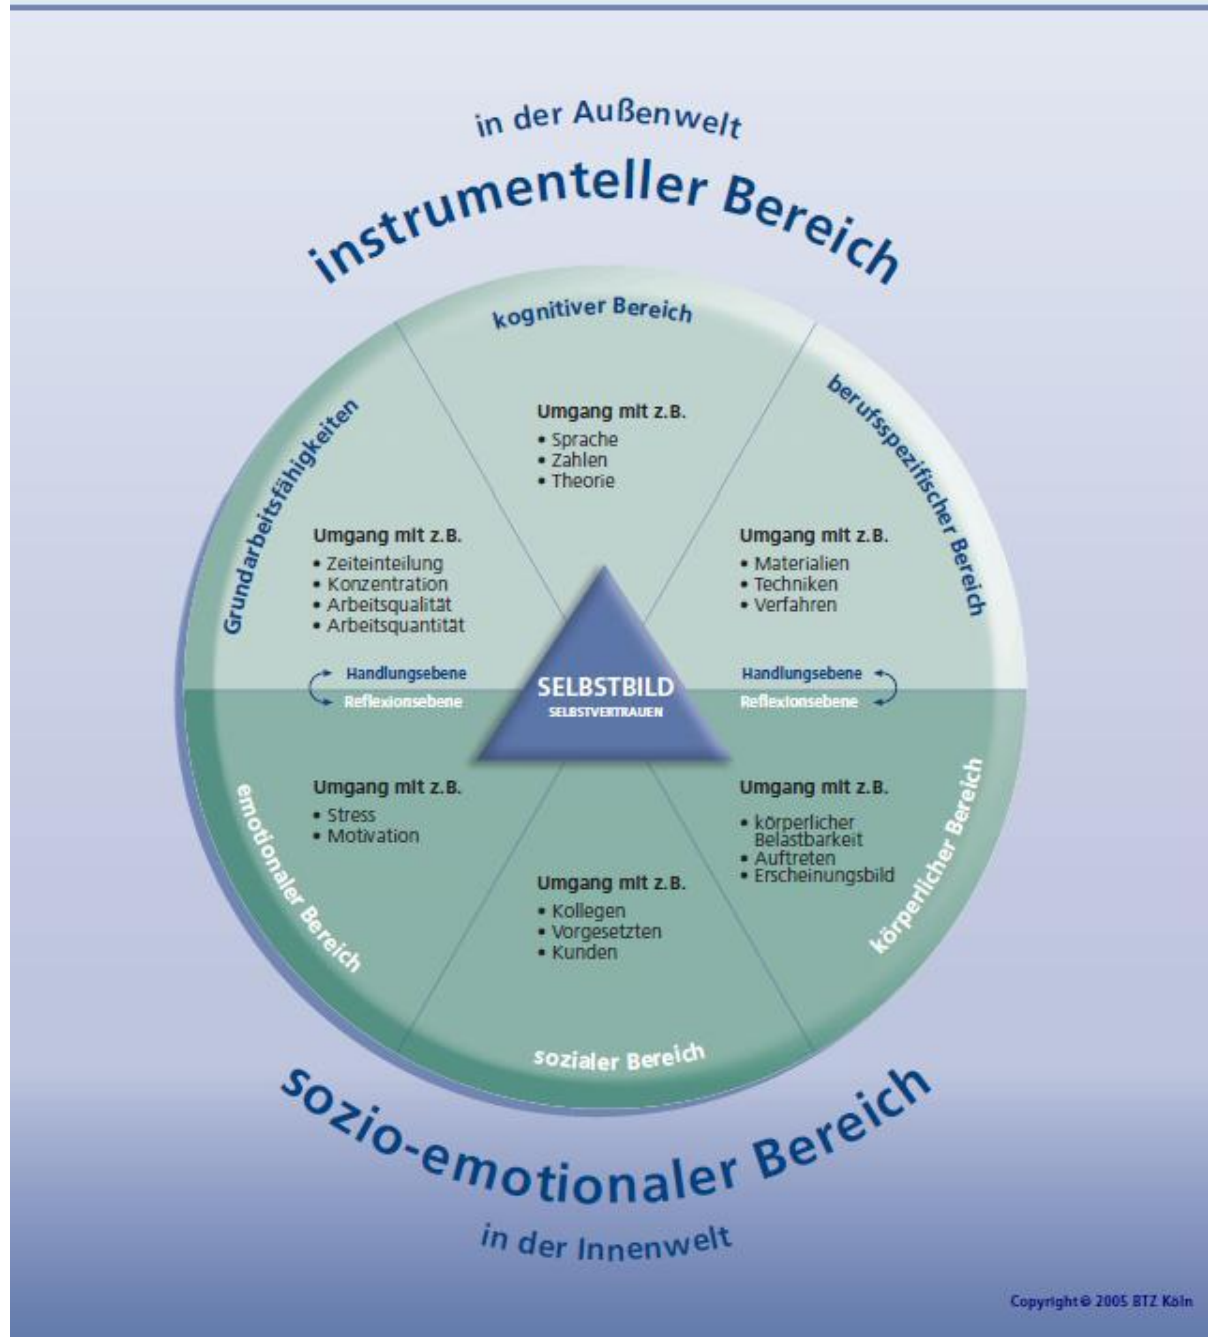 in der Außenwelt
instrumenteller Bereich
kognitiver Bereich
Umgang mit z.B.
• Sprache
• Zahlen
• Theorie
Grundarbeitsfähigkeiten
Umgang mit z.B.
• Zeiteinteilung
• Konzentration
• Arbeitsqualität
• Arbeitsquantität
berufsspezifischer Bereich
Umgang mit z.B.
• Materialien
• Techniken
• Verfahren
Handlungsebene
Reflexionsebene
SELBSTBILD
SELBSTVERTRAUEN
Handlungsebene
Reflexionsebene
emotionaler Bereich
Umgang mit z.B.
• Stress
• Motivation
Umgang mit z.B.
• Kollegen
• Vorgesetzten
• Kunden
sozialer Bereich
Umgang mit z.B.
• körperlicher
Belastbarkeit
• Auftreten
• Erscheinungsbild
körperlicher Bereich
sozio-emotionaler Bereich
in der Innenwelt
Copyright© 2005 BTZ Köln